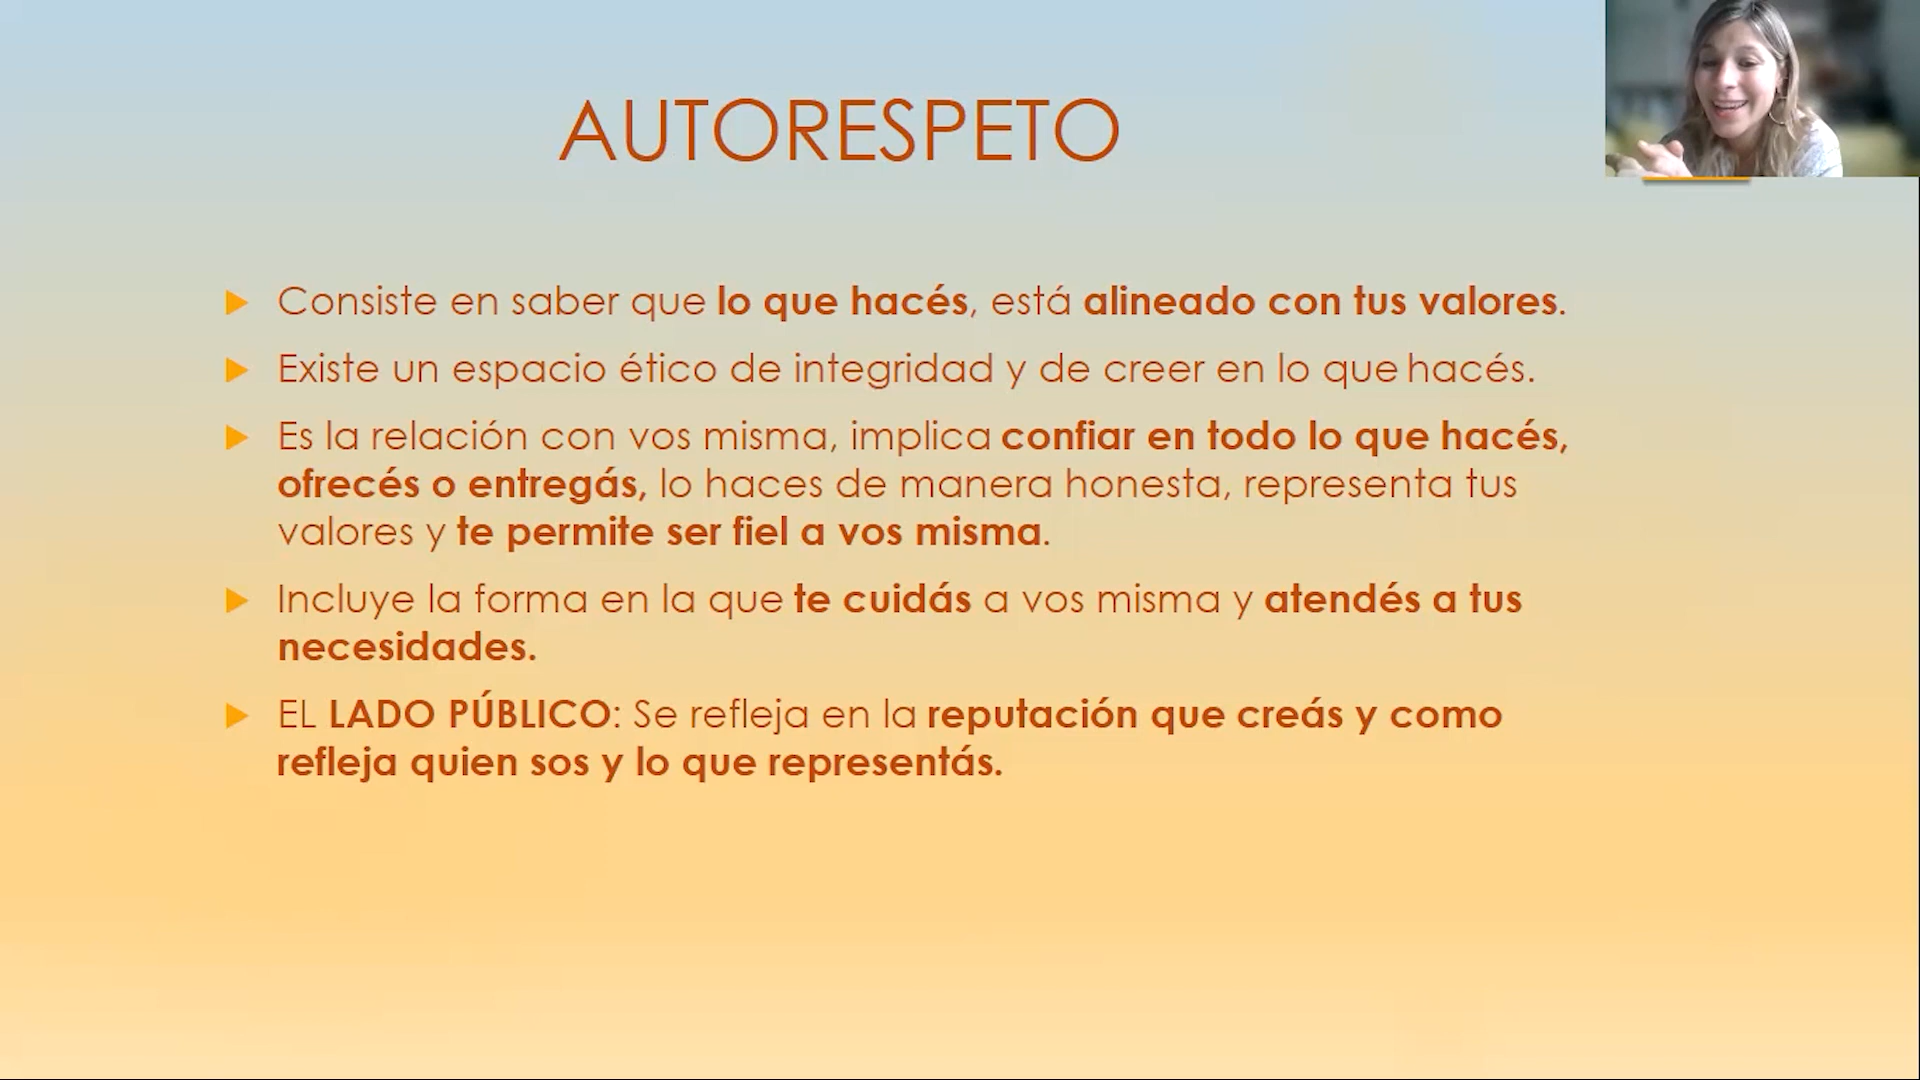 AUTORESPETO
Consiste en saber que lo que hacés, está alineado con tus valores.
Existe un espacio ético de integridad y de creer en lo que hacés.
Es la relación con vos misma, implica confiar en todo lo que hacés,
ofrecés o entregás, lo haces de manera honesta, representa tus
valores y te permite ser fiel a vos misma.
Incluye la forma en la que te cuidás a vos misma y atendés a tus
necesidades.
EL LADO PÚBLICO: Se refleja en la reputación que creás y como
refleja quien sos y lo que representás.